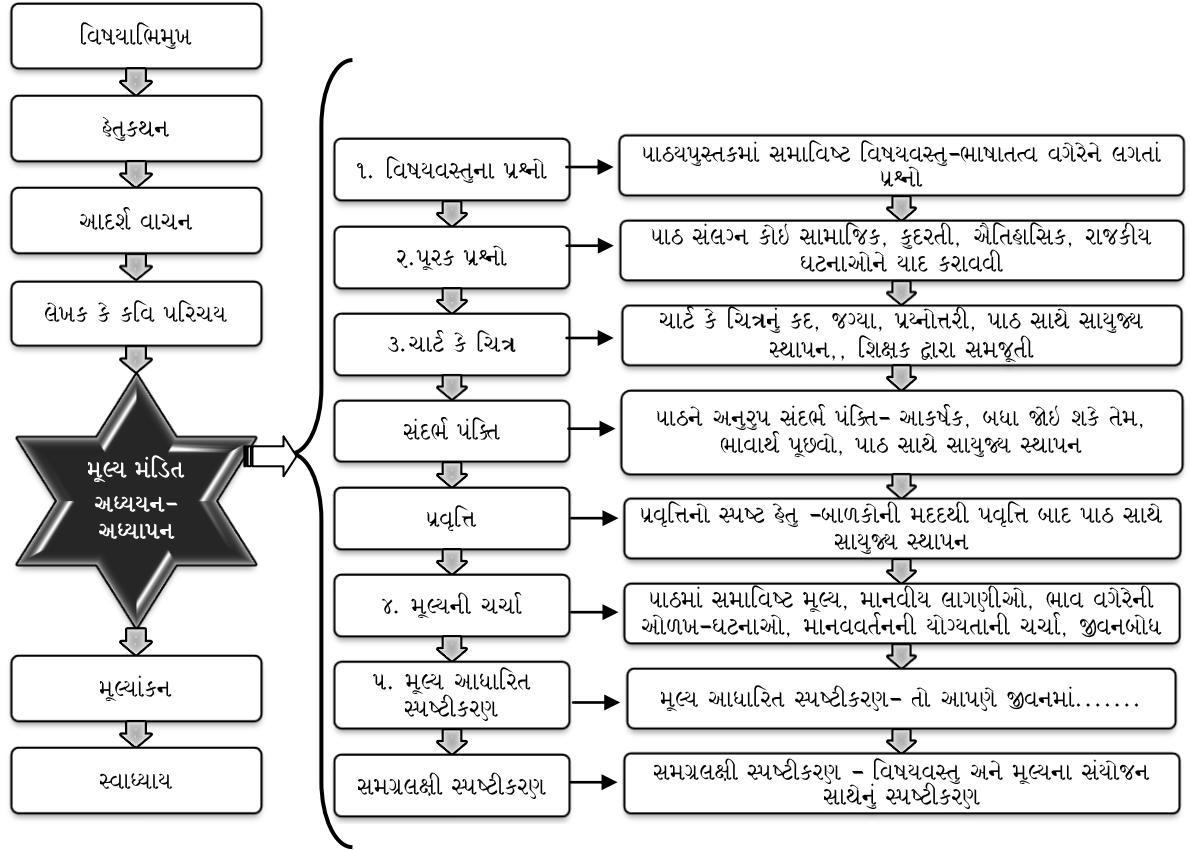 વિષયાભિમુખ
હેતુકથન
આદર્શ વાચન
લેખક કે કવિ પરિચય
મૂલ્ય મંડિત
અધ્યયન-
અધ્યાપન
મૂલ્યાંકન
સ્વાધ્યાય
૧. વિષયવસ્તુના પ્રશ્નો
પાઠયપુસ્તકમાં સમાવિષ્ટ વિષયવસ્તુ-ભાષાતત્વ વગેરેને લગતાં
પ્રશ્નો
૨.પૂરક પ્રશ્નો
પાઠ સંલગ્ન કોઇ સામાજિક, કુદરતી, ઐતિહાસિક, રાજકીય
ઘટનાઓને યાદ કરાવવી
૩.ચાર્ટ કે ચિત્ર
ચાર્ટ કે ચિત્રનું કદ, જગ્યા, પ્રય્નોત્તરી, પાઠ સાથે સાયુજ્ય
સ્થાપન,, શિક્ષક દ્વારા સમજૂતી
સંદર્ભ પંક્તિ
પાઠને અનુરુપ સંદર્ભ પંક્તિ- આકર્ષક, બધા જોઇ શકે તેમ,
ભાવાર્થ પૂછવો, પાઠ સાથે સાયુજ્ય સ્થાપન
પ્રવૃત્તિ
પ્રવૃત્તિનો સ્પષ્ટ હેતુ -બાળકોની મદદથી પવૃત્તિ બાદ પાઠ સાથે
સાયુજ્ય સ્થાપન
૪. મૂલ્યની ચર્ચા
પાઠમાં સમાવિષ્ટ મૂલ્ય, માનવીય લાગણીઓ, ભાવ વગેરેની
ઓળખ-ઘટનાઓ, માનવવર્તનની યોગ્યતાની ચર્ચા, જીવનબોધ
૫. મૂલ્ય આધારિત
સ્પષ્ટીકરણ
મૂલ્ય આધારિત સ્પષ્ટીકરણ- તો આપણે જીવનમાં.......
સમગ્રલક્ષી સ્પષ્ટીકરણ
સમગ્રલક્ષી સ્પષ્ટીકરણ - વિષયવસ્તુ અને મૂલ્યના સંયોજન
સાથેનું સ્પષ્ટીકરણ